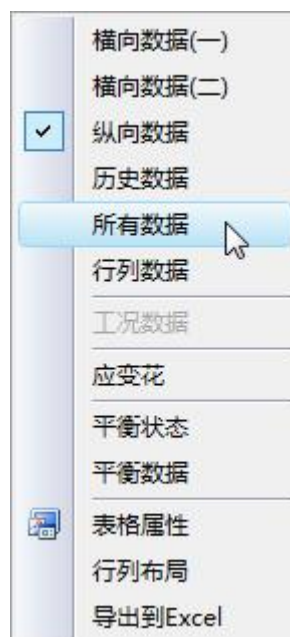 横向数据(一)
横向数据(二)
纵向数据
历史数据
所有数据
行列数据
工况数据
应变花
平衡状态
平衡数据
表格属性
行列布局
导出到Excel